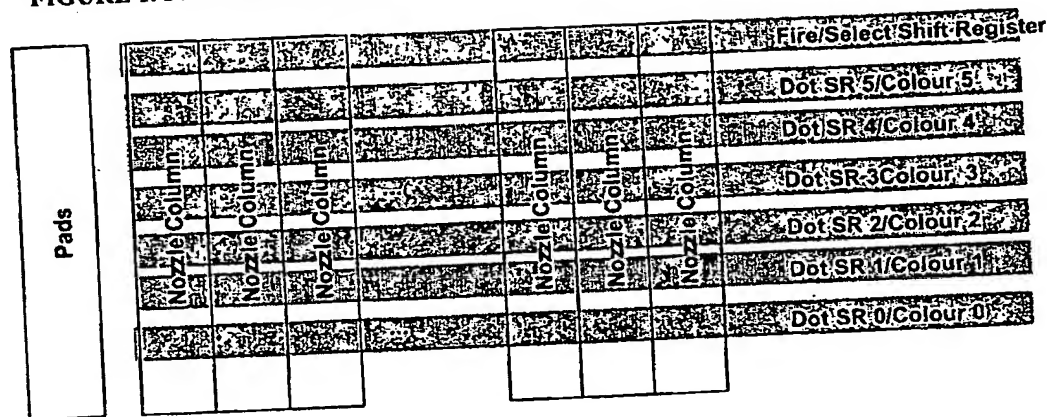 FIGURE
Fire/Select Shift Register
Dot SR 5/Colour 5
Dot SR 4/Colour 4
Dot SR 3Colour 3
Dot SR 2/Colour 2
Dot SR 1/Colour 1
Dot SR 0/Colour 0
Pads
Nozzle Column
Nozzle Column
Nozzle Column
Nozzle Column
Nozzle Column
Nozzle Column